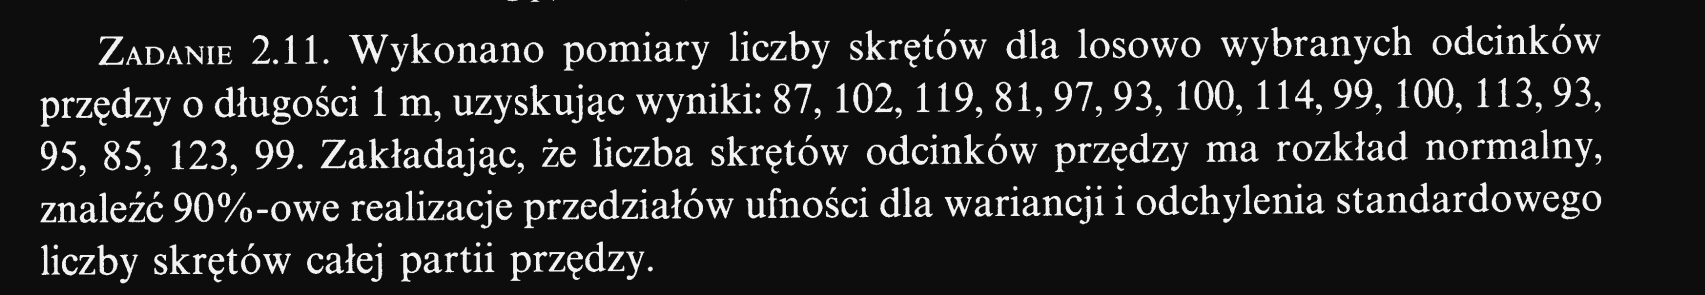 ZADANIE 2.11. Wykonano pomiary liczby skrętów dla losowo wybranych odcinków
przędzy o długości 1 m, uzyskując wyniki: 87, 102, 119, 81, 97, 93, 100, 114, 99, 100, 113, 93,
95, 85, 123, 99. Zakładając, że liczba skrętów odcinków przędzy ma rozkład normalny,
znaleźć 90%-owe realizacje przedziałów ufności dla wariancji i odchylenia standardowego
liczby skrętów całej partii przędzy.